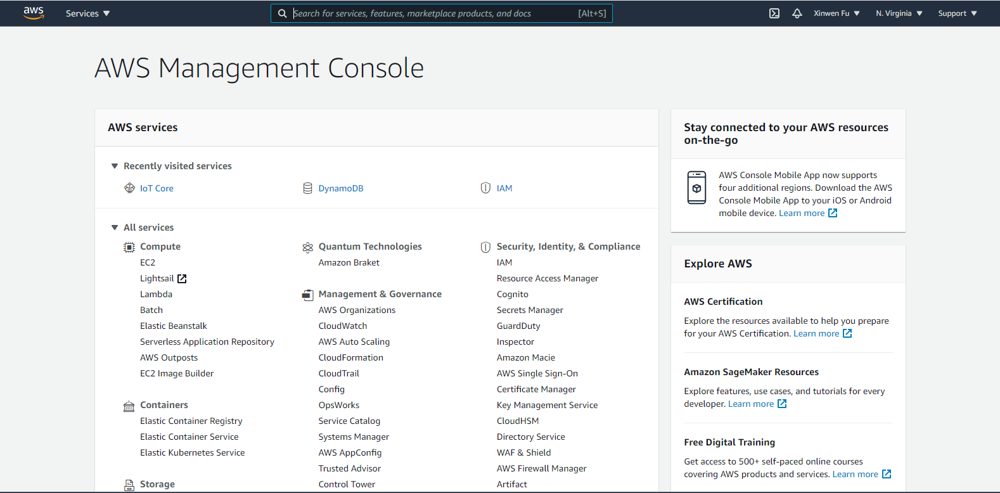 aws Services Search for services, features, marketplace products, and docs [Alt+S] Xinwen Fu N. Virginia Support
AWS Management Console
AWS services
Recently visited services
IoT Core DynamoDB IAM
All services
Compute
EC2
Lightsail
Lambda
Batch
Elastic Beanstalk
Serverless Application Repository
AWS Outposts
EC2 Image Builder
Containers
Elastic Container Registry
Elastic Container Service
Elastic Kubernetes Service
Storage
Quantum Technologies
Amazon Braket
Management & Governance
AWS Organizations
CloudWatch
AWS Auto Scaling
CloudFormation
CloudTrail
Config
OpsWorks
Service Catalog
Systems Manager
AWS AppConfig
Trusted Advisor
Control Tower
Security, Identity, & Compliance
IAM
Resource Access Manager
Cognito
Secrets Manager
GuardDuty
Inspector
Amazon Macie
AWS Single Sign-On
Certificate Manager
Key Management Service
CloudHSM
Directory Service
WAF & Shield
AWS Firewall Manager
Artifact
Stay connected to your AWS resources
on-the-go
AWS Console Mobile App now supports
four additional regions. Download the AWS
Console Mobile App to your iOS or Android
mobile device. Learn more
Explore AWS
AWS Certification
Explore the resources available to help you prepare
for your AWS Certification. Learn more
Amazon SageMaker Resources
Explore features, use cases, and tutorials for every
developer. Learn more
Free Digital Training
Get access to 500+ self-paced online courses
covering AWS products and services. Learn more